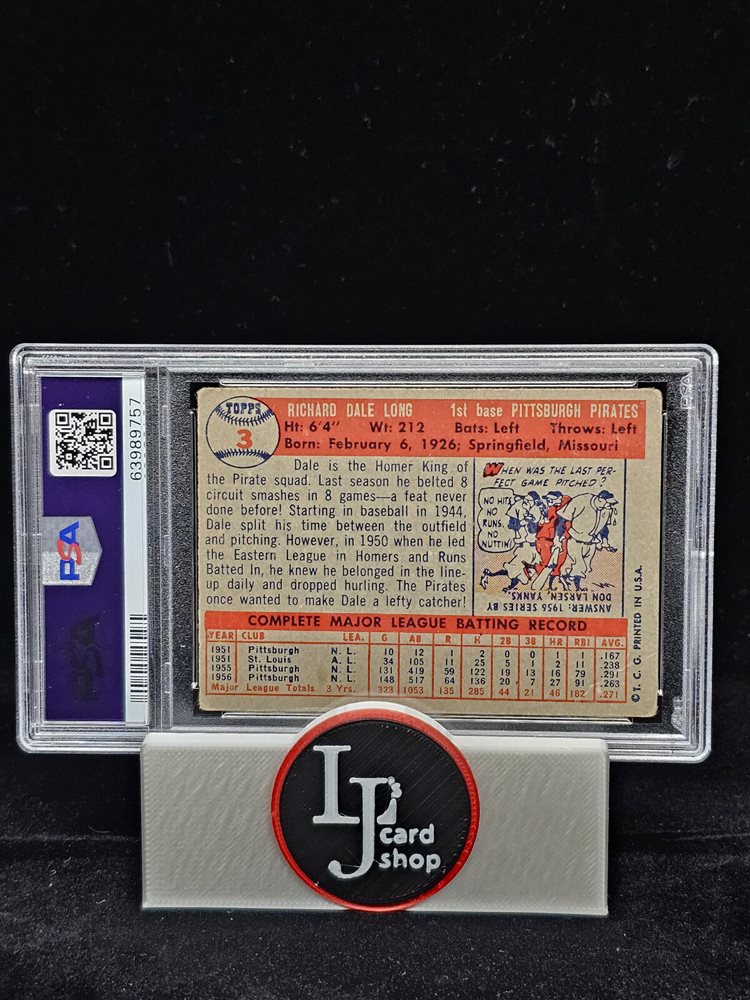 63989757
PSA
TOPPS
3
RICHARD DALE LONG 1st base PITTSBURGH PIRATES
Ht: 6'4" Wt: 212 Bats: Left Throws: Left
Born: February 6, 1926; Springfield, Missouri
Dale is the Homer King of
the Pirate squad. Last season he belted 8
circuit smashes in 8 games—a feat never
done before! Starting in baseball in 1944,
Dale split his time between the outfield
and pitching. However, in 1950 when he led
the Eastern League in Homers and Runs
Batted In, he knew he belonged in the line-
up daily and dropped hurling. The Pirates
once wanted to make Dale a lefty catcher!
WHEN WAS THE LAST PER-
FECT GAME PITCHED?
NO HITS
NO
RUNS,
NO
NUTTIN!
ANSWER: 1956 SERIES BY
DON LARSEN, YANKS.
COMPLETE MAJOR LEAGUE BATTING RECORD
YEAR CLUB LEA. G AB R H 2B 3B HR RBI AVG.
1951 Pittsburgh N. L. 10 12 1 2 0 0 1 1 .167
1951 St. Louis A. L. 34 105 11 25 5 1 2 11 .238
1955 Pittsburgh N. L. 131 419 59 122 19 13 16 79 .291
1956 Pittsburgh N. L. 148 517 64 136 20 7 27 91 .263
Major League Totals 3 Yrs. 323 1053 135 285 44 21 46 182 .271
©T. C. G. PRINTED IN U.S.A.
LJ's
card
shop